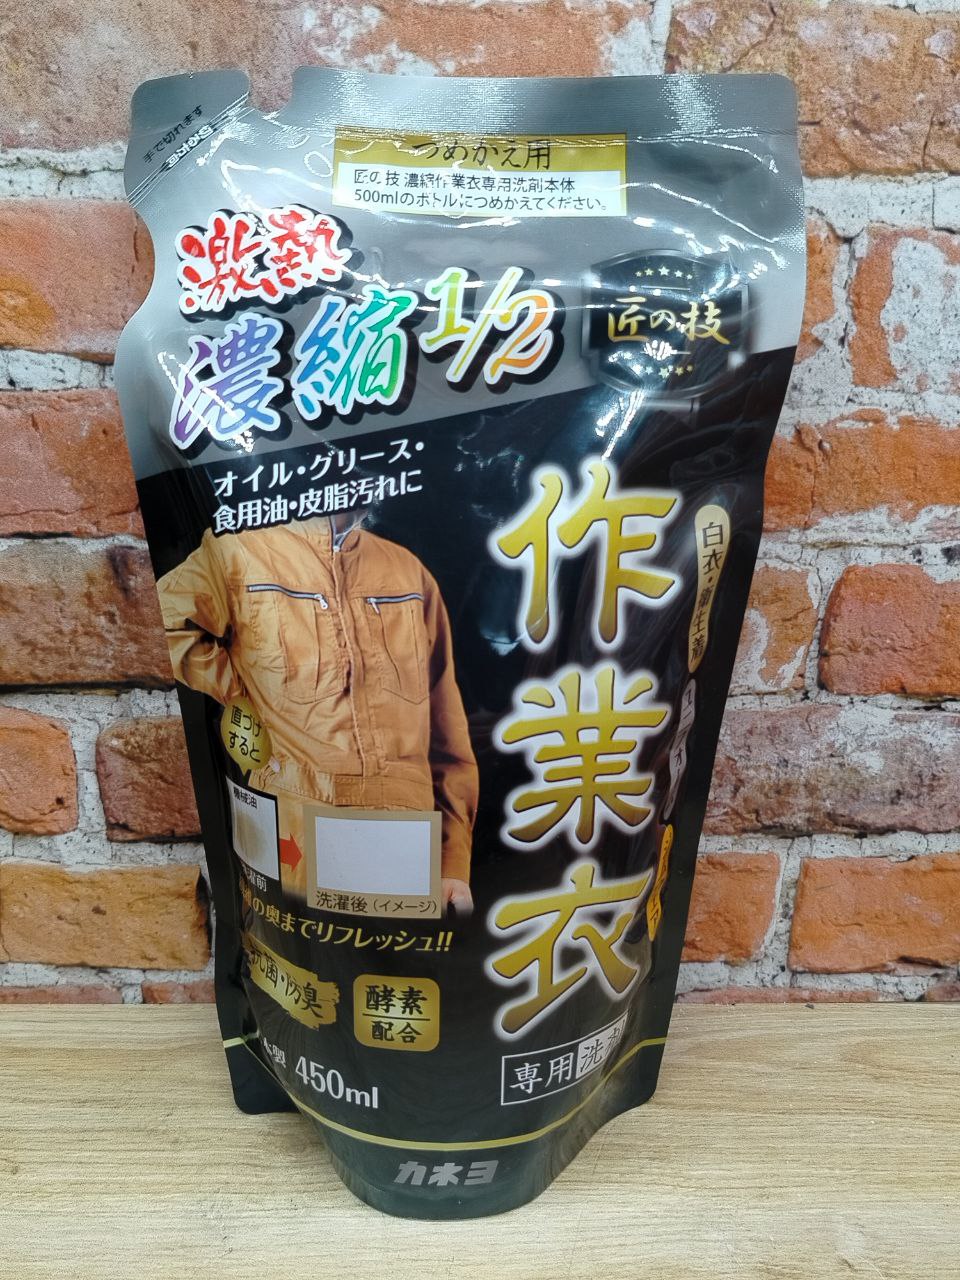 手で切れます
つめかえ用
匠の技 濃縮作業衣専用洗剤本体
500mlのボトルにつめかえてください。
激熱
濃縮1/2
匠の技
オイル・グリース・
食用油・皮脂汚れに
作業衣
白衣・衛生着
直づけ
すると
機械油
洗濯後(イメージ)
の奥までリフレッシュ!!
抗菌・防臭
酵素
配合
専用洗剤
450ml
カネヨ